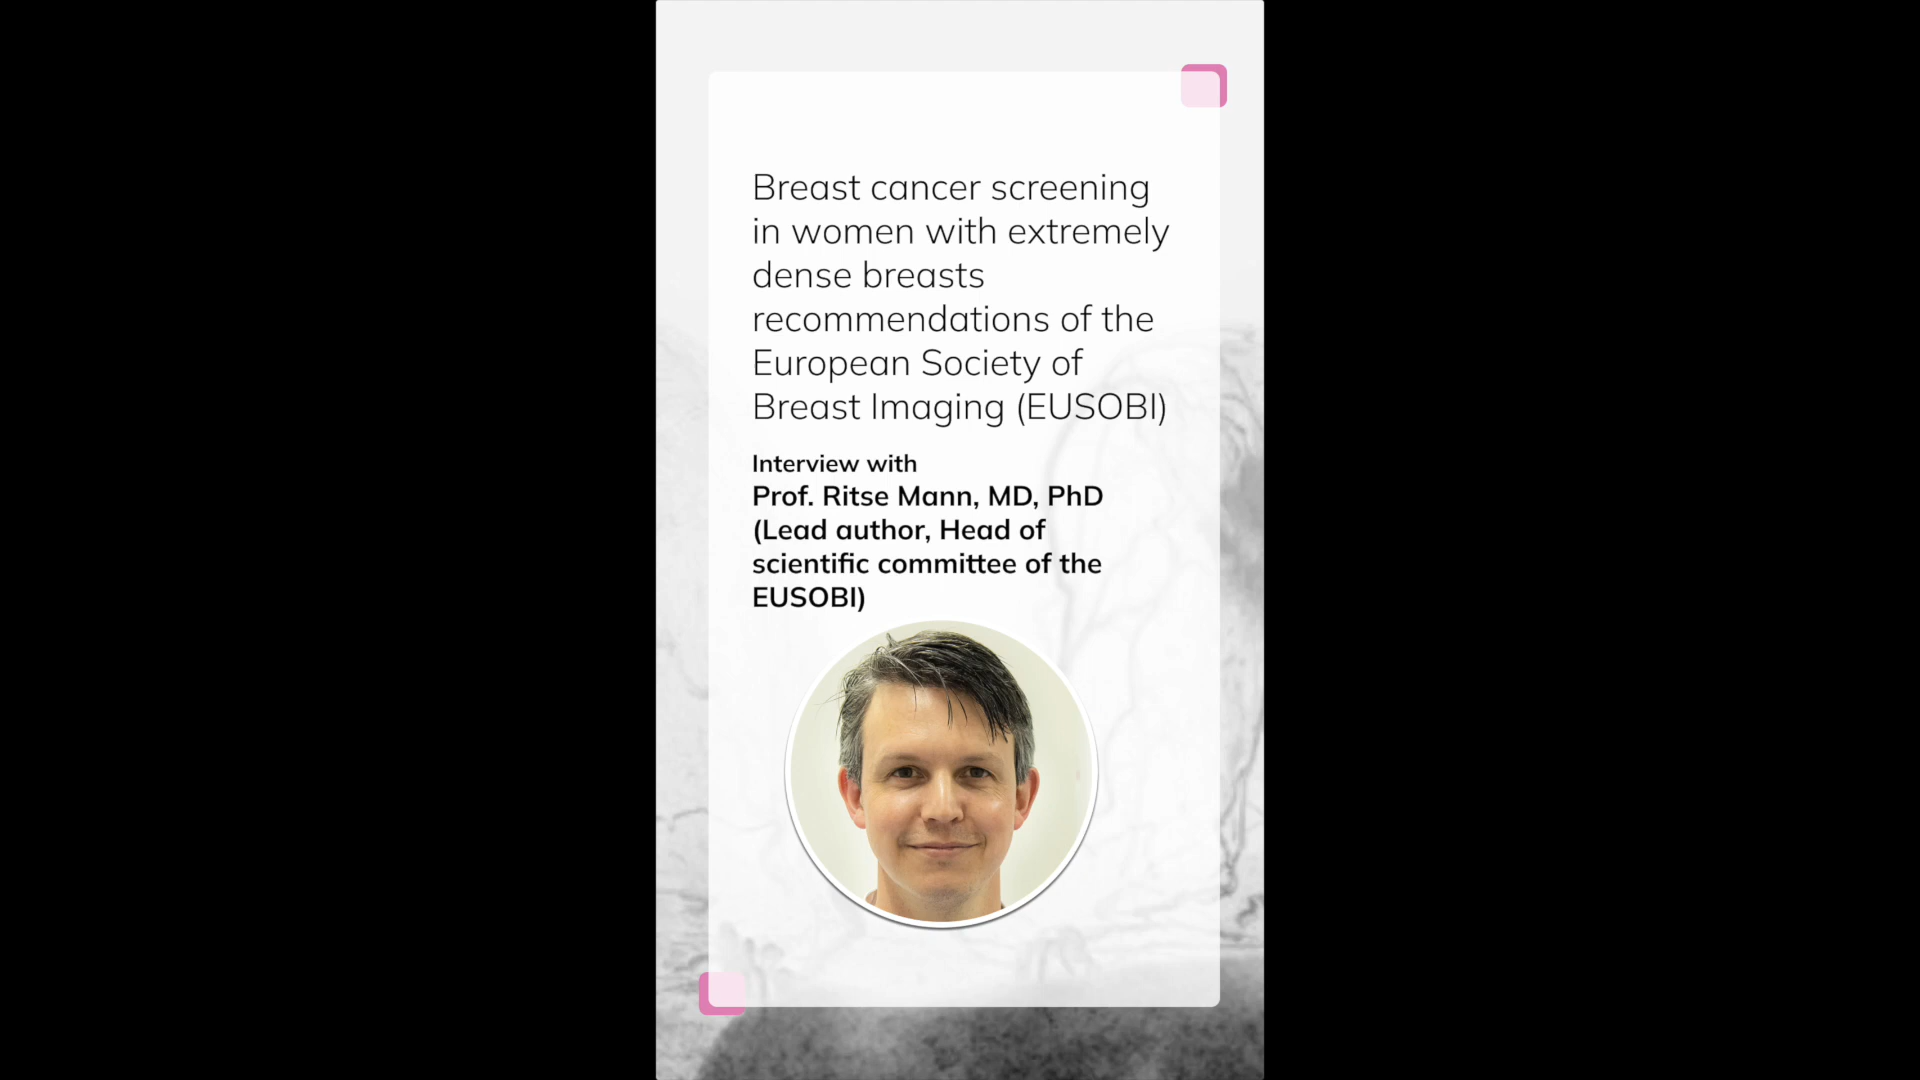 Breast cancer screening
in women with extremely
dense breasts
recommendations of the
European Society of
Breast Imaging (EUSOBI)
Interview with
Prof. Ritse Mann, MD, PhD
(Lead author, Head of
scientific committee of the
EUSOBI)